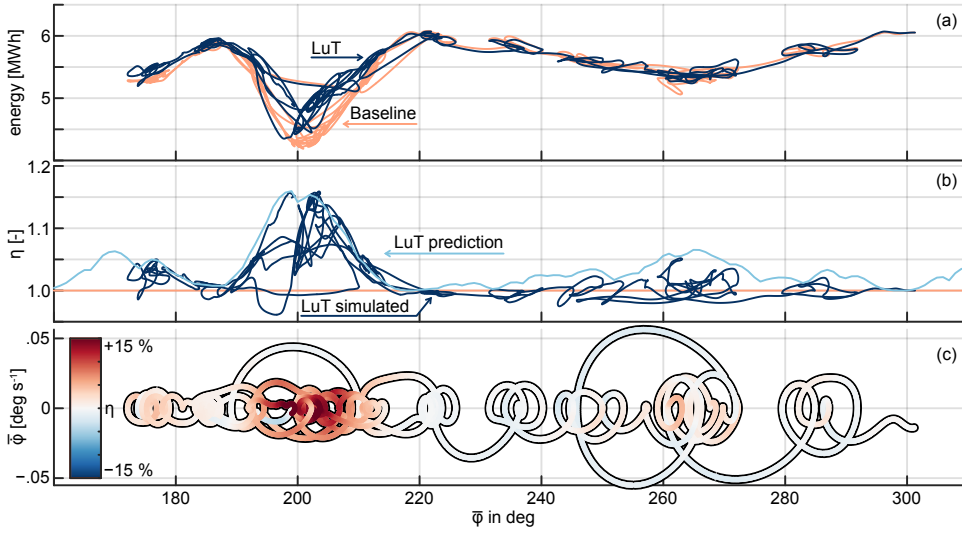 (a)
energy [MWh]
6
5
LuT
Baseline
(b)
η [-]
1.2
1.1
1.0
LuT prediction
LuT simulated
(c)
φ̅ [deg s⁻¹]
.05
0
−.05
+15 %
η
−15 %
180
200
220
240
260
280
300
φ̅ in deg